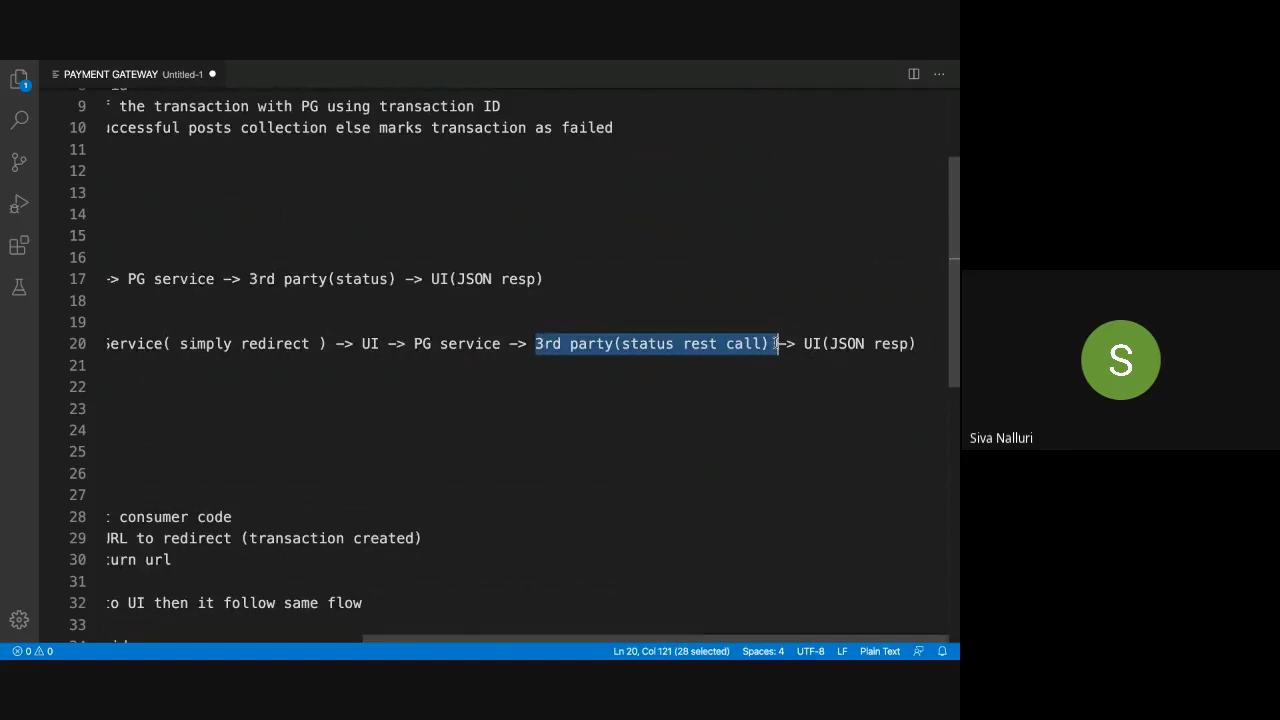 PAYMENT GATEWAY Untitled-1
9 the transaction with PG using transaction ID
10 posts collection else marks transaction as failed
11
12
13
14
15
16
17 -> PG service -> 3rd party(status) -> UI(JSON resp)
18
19
20 Service( simply redirect ) -> UI -> PG service -> 3rd party(status rest call) -> UI(JSON resp)
21
22
23
24
25
26
27
28 consumer code
29 URL to redirect (transaction created)
30 url
31
32 UI then it follow same flow
33
1
0 0
Ln 20, Col 121 (28 selected) Spaces: 4 UTF-8 LF Plain Text
S
Siva Nalluri